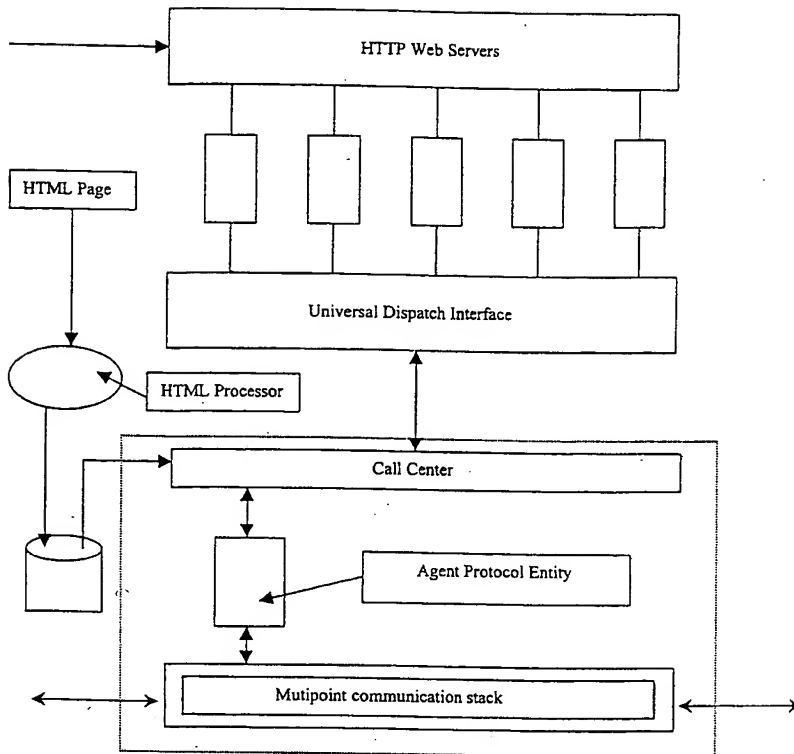 HTTP Web Servers
HTML Page
Universal Dispatch Interface
HTML Processor
Call Center
Agent Protocol Entity
Mutipoint communication stack